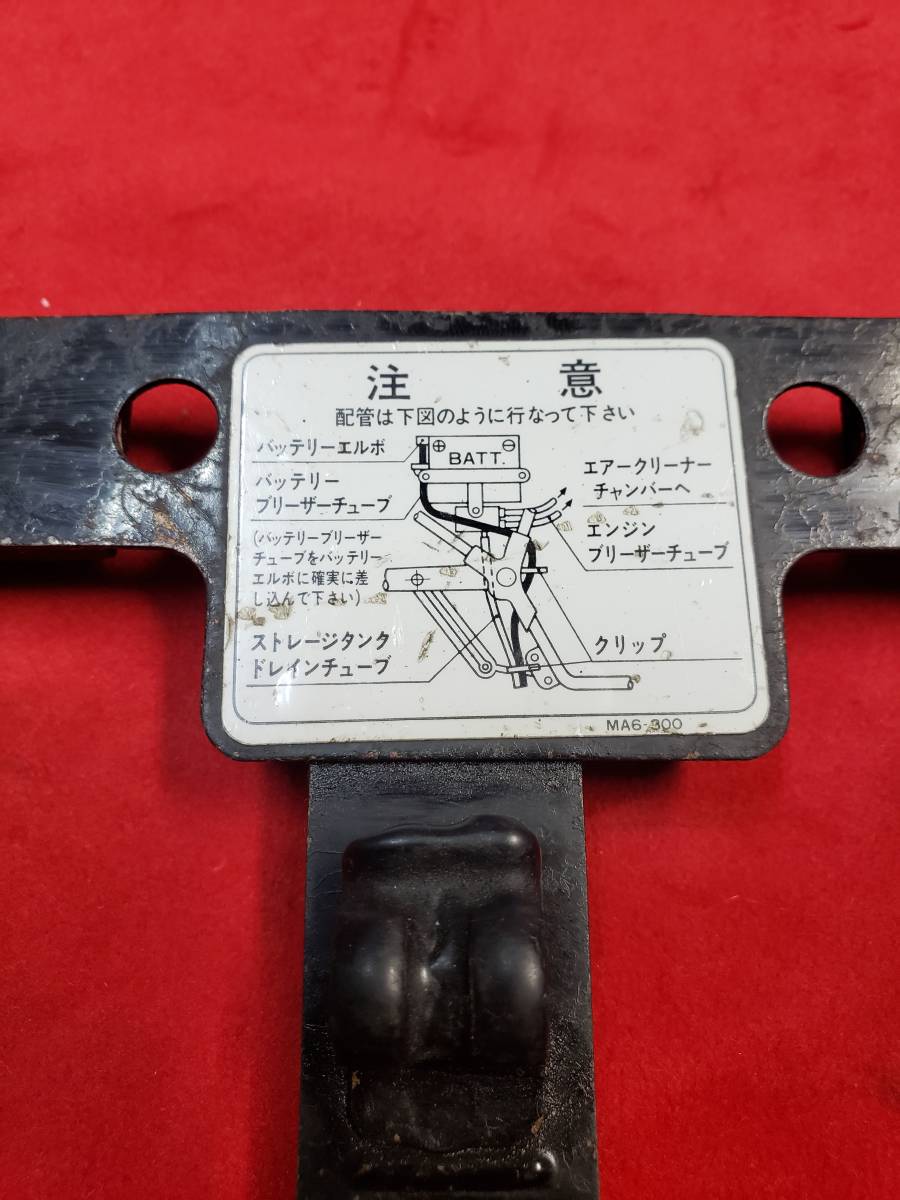 注 意
配管は下図のように行なって下さい
バッテリーエルボ
バッテリー
ブリーザーチューブ
(バッテリーブリーザー
チューブをバッテリー
エルボに確実に差
し込んで下さい)
ストレージタンク
ドレインチューブ
⊕ ⊖
BATT.
エアークリーナー
チャンバーへ
エンジン
ブリーザーチューブ
クリップ
MA6-300